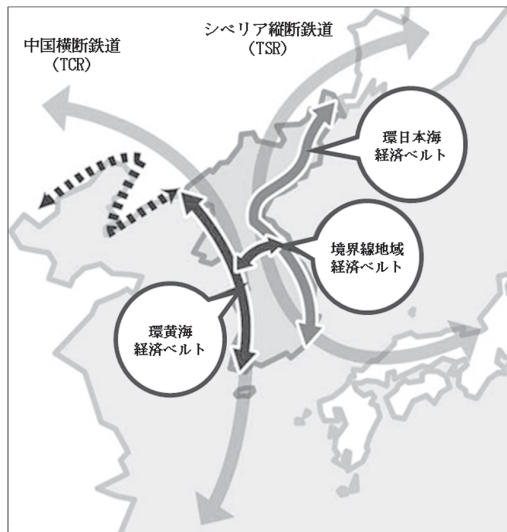 中国横断鉄道
(TCR)
シベリア縦断鉄道
(TSR)
環日本海
経済ベルト
境界線地域
経済ベルト
環黄海
経済ベルト